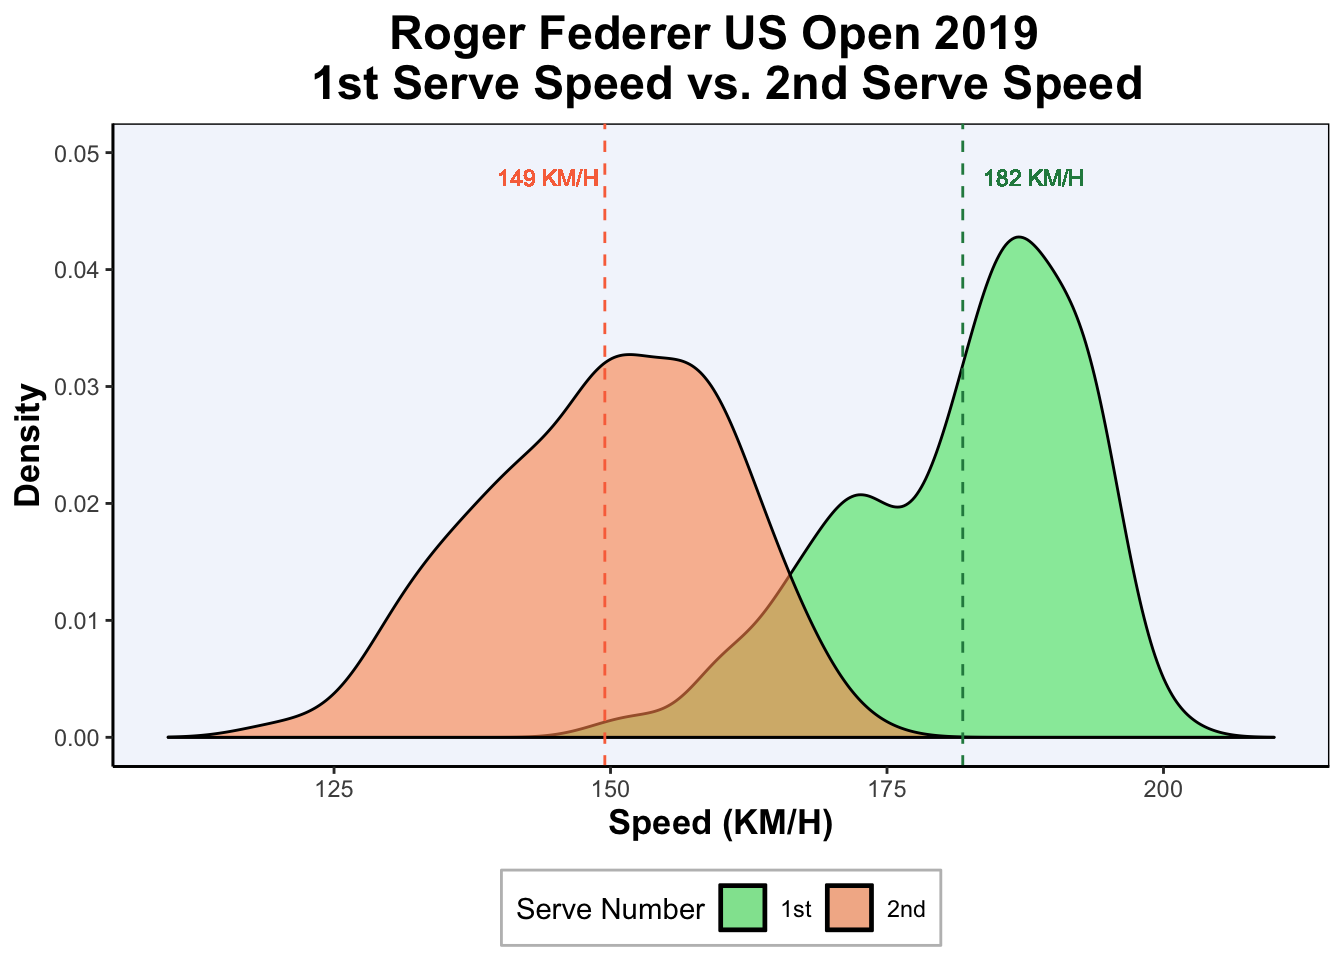 Roger Federer US Open 2019
1st Serve Speed vs. 2nd Serve Speed
0.05
149 KM/H
182 KM/H
0.04
0.03
0.02
0.01
0.00
Density
125
150
175
200
Speed (KM/H)
Serve Number
1st
2nd